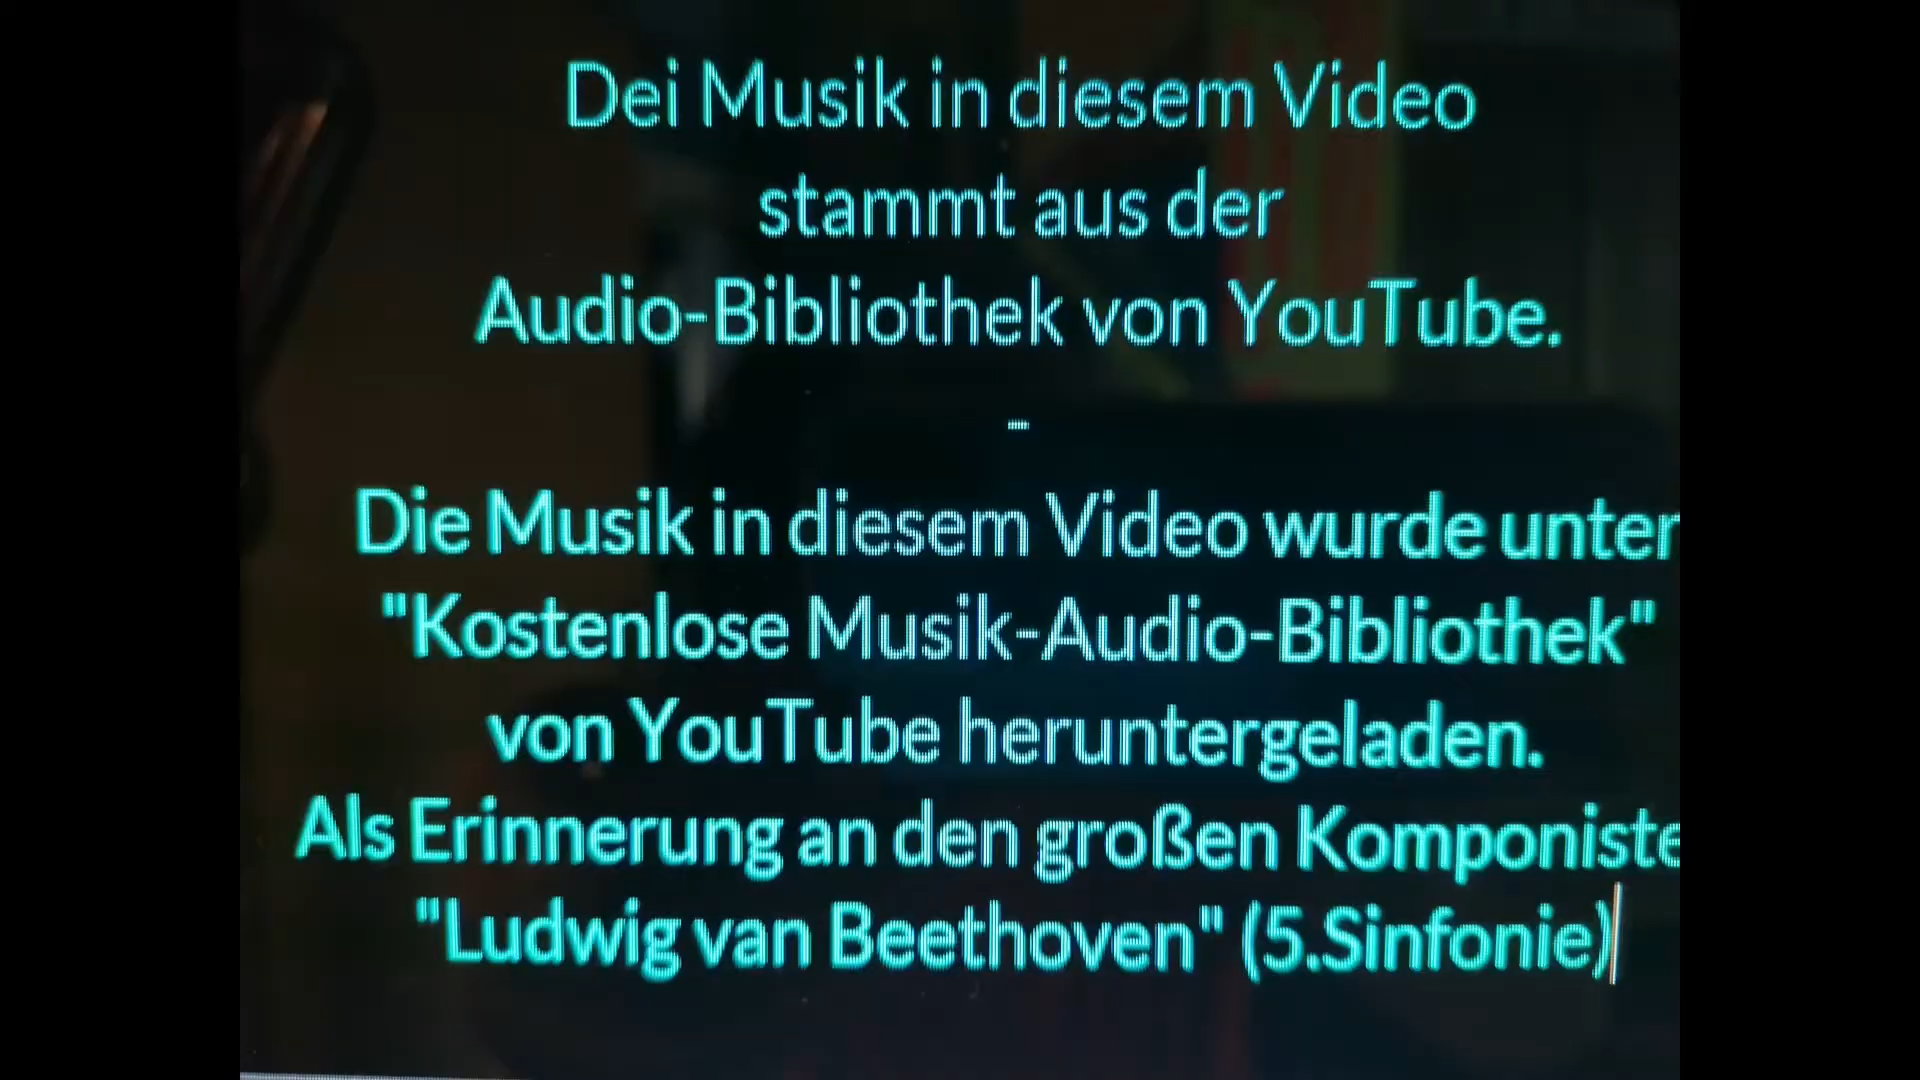 Dei Musik in diesem Video
stammt aus der
Audio-Bibliothek von YouTube.
-
Die Musik in diesem Video wurde unter
"Kostenlose Musik-Audio-Bibliothek"
von YouTube heruntergeladen.
Als Erinnerung an den großen Komponiste
"Ludwig van Beethoven" (5.Sinfonie)